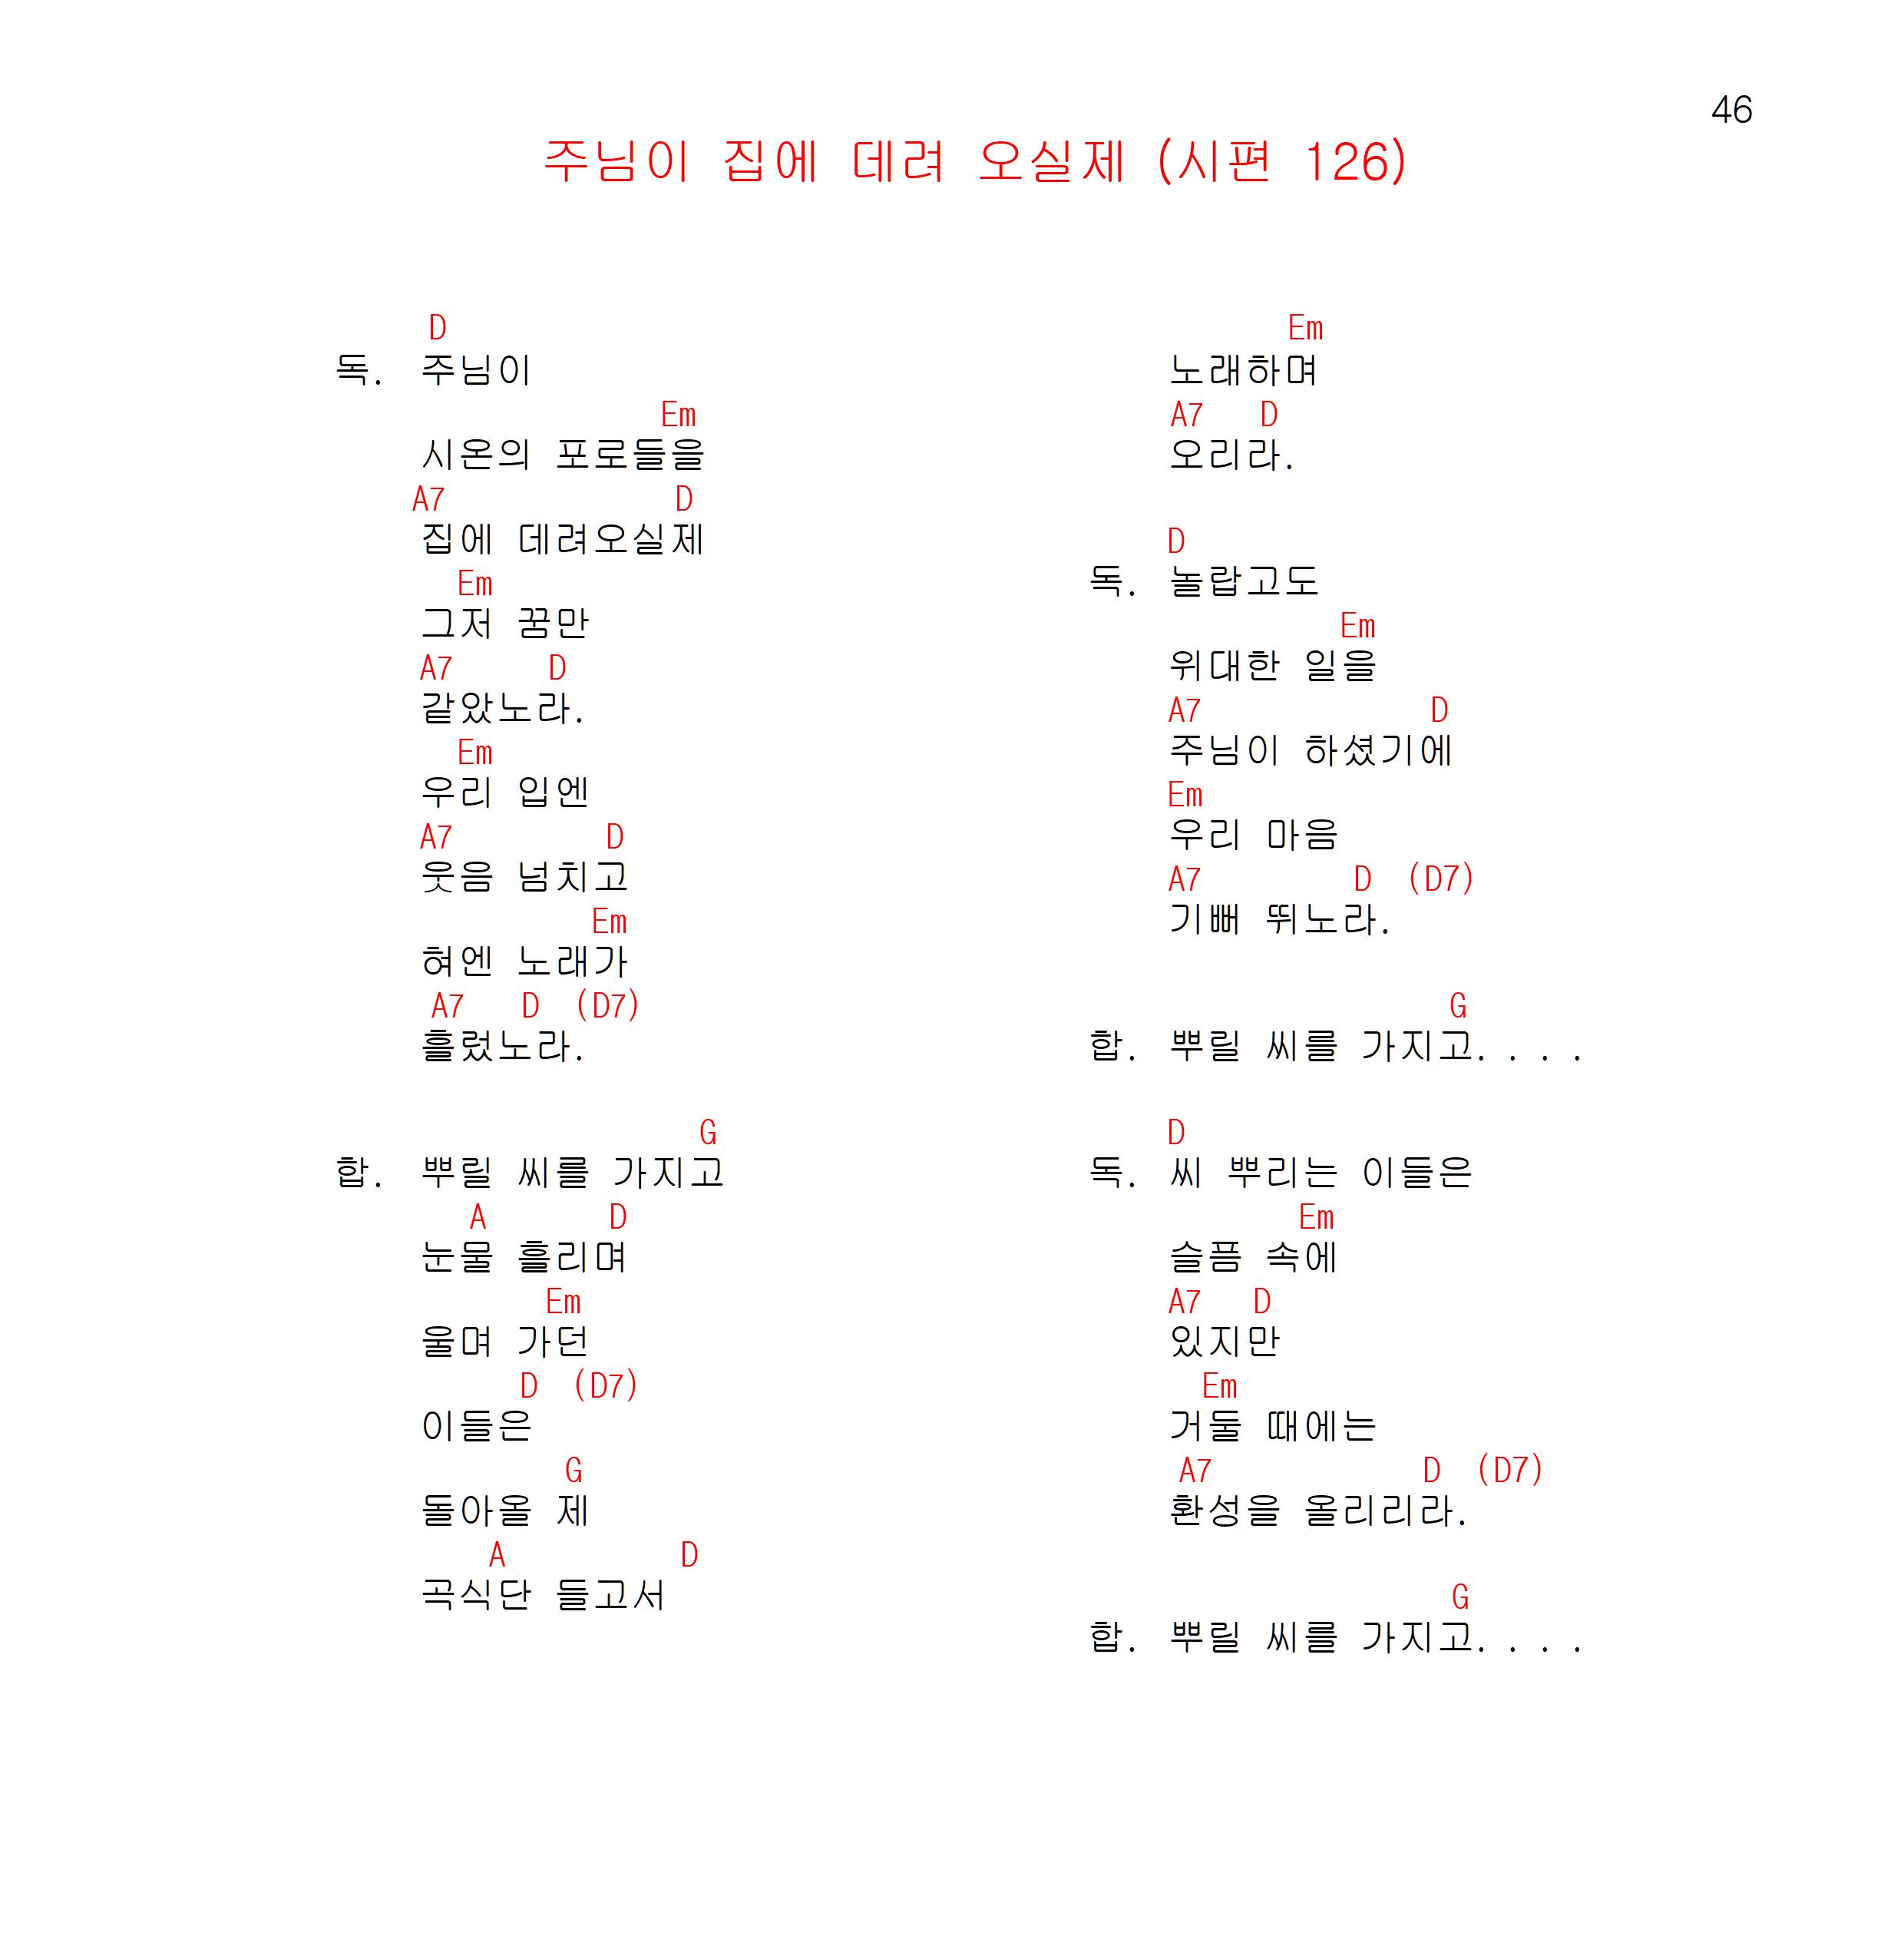 46
주님이 집에 데려 오실제 (시편 126)
D
독. 주님이
Em
시온의 포로들을
A7 D
집에 데려오실제
Em
그저 꿈만
A7 D
같았노라.
Em
우리 입엔
A7 D
웃음 넘치고
Em
혀엔 노래가
A7 D (D7)
흘렀노라.
G
합. 뿌릴 씨를 가지고
A D
눈물 흘리며
Em
울며 가던
D (D7)
이들은
G
돌아올 제
A D
곡식단 들고서
Em
노래하며
A7 D
오리라.
D
독. 놀랍고도
Em
위대한 일을
A7 D
주님이 하셨기에
Em
우리 마음
A7 D (D7)
기뻐 뛰노라.
G
합. 뿌릴 씨를 가지고....
D
독. 씨 뿌리는 이들은
Em
슬픔 속에
A7 D
있지만
Em
거둘 때에는
A7 D (D7)
환성을 올리리라.
G
합. 뿌릴 씨를 가지고....